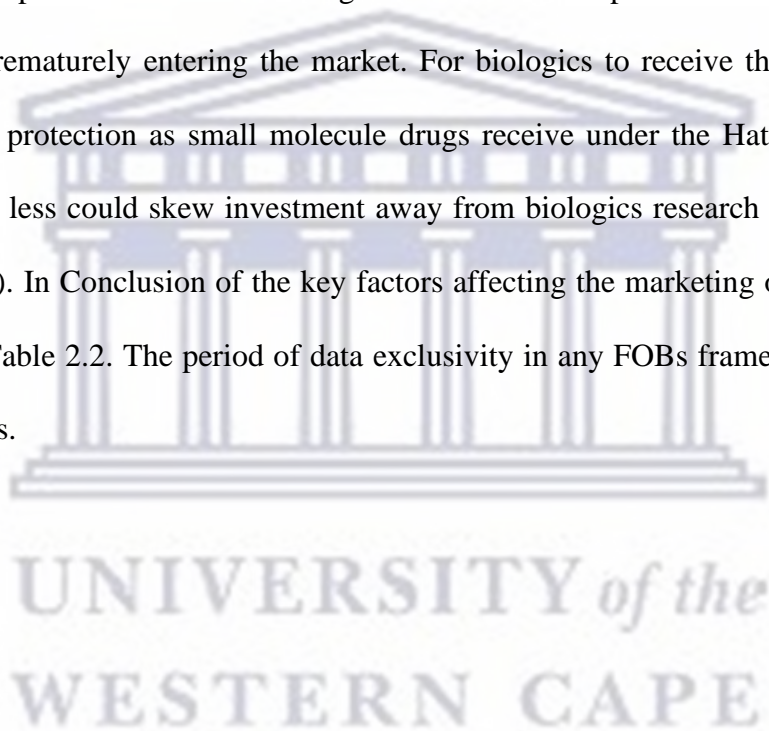 rematurely entering the market. For biologics to receive th
protection as small molecule drugs receive under the Hat
less could skew investment away from biologics research
). In Conclusion of the key factors affecting the marketing o
Table 2.2. The period of data exclusivity in any FOBs frame
s.
UNIVERSITY of the
WESTERN CAPE